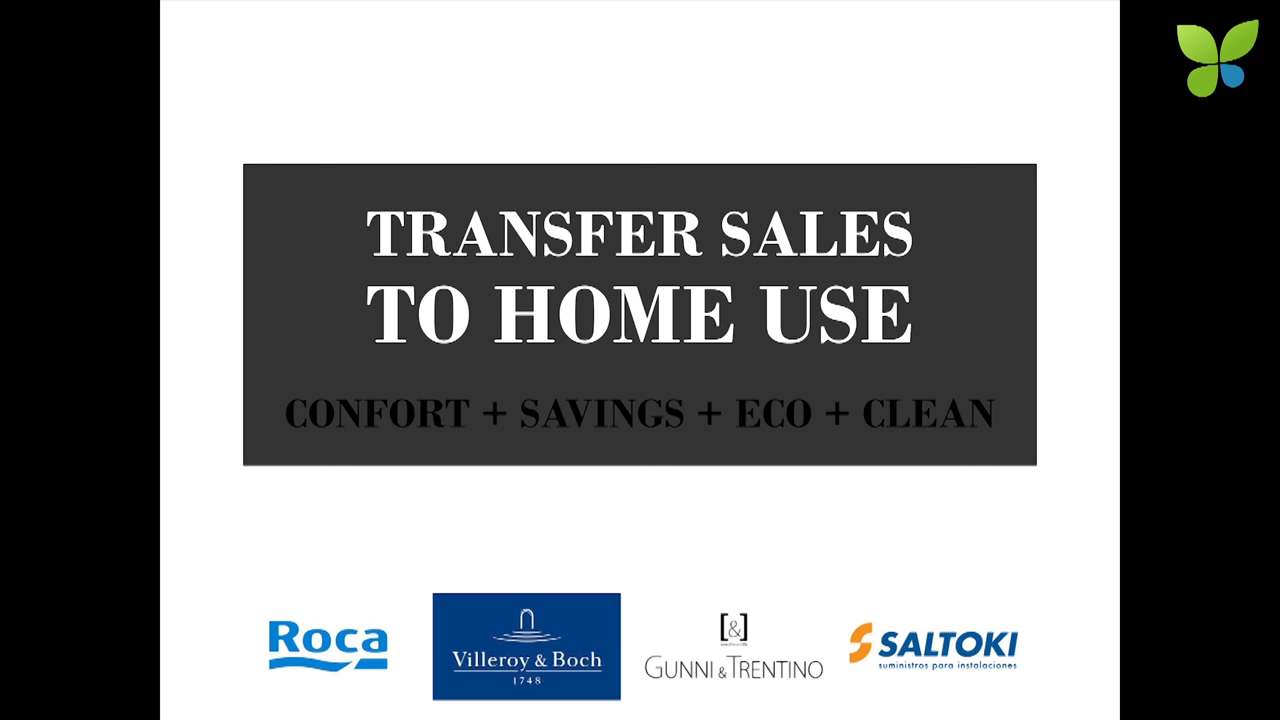 TRANSFER SALES
TO HOME USE
CONFORT + SAVINGS + ECO + CLEAN
Roca
Villeroy & Boch
1748
[&]
GUNNI & TRENTINO
SALTOKI
suministros para instalaciones